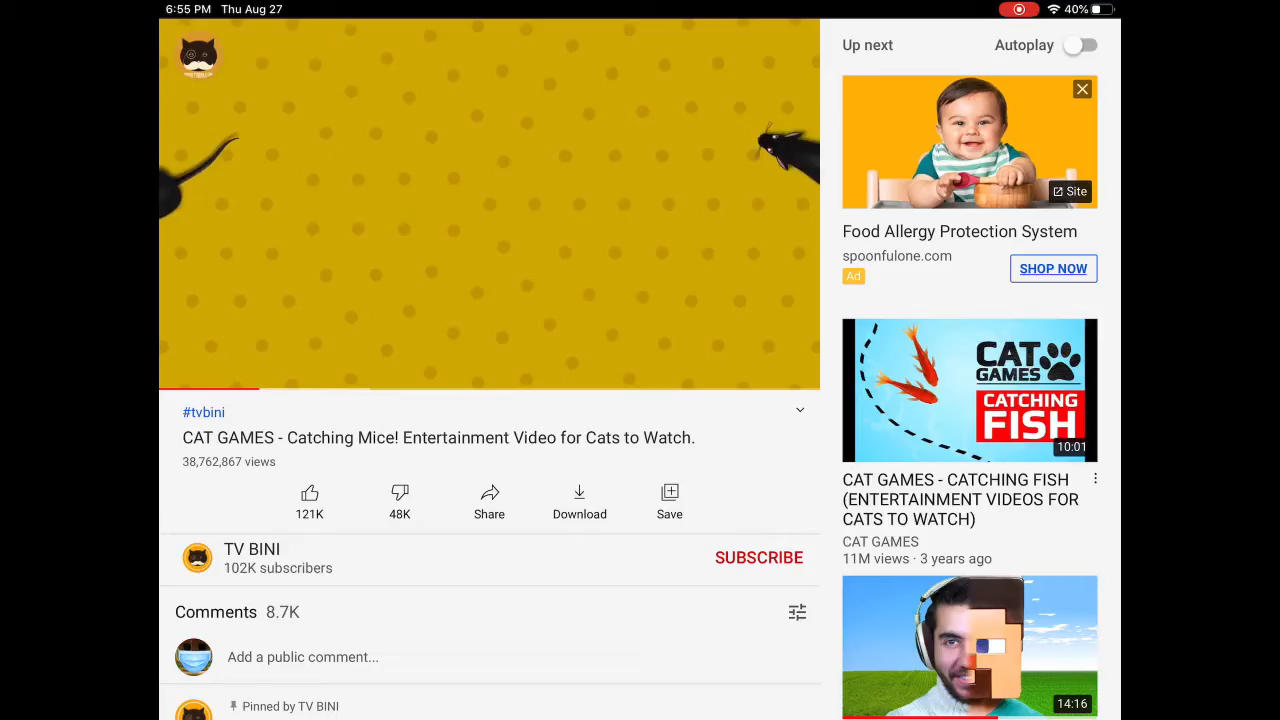 6:55 PM Thu Aug 27
40%
Up next
Autoplay
Site
Food Allergy Protection System
spoonfulone.com
Ad
SHOP NOW
#tvbini
CAT GAMES - Catching Mice! Entertainment Video for Cats to Watch.
38,762,867 views
121K
48K
Share
Download
Save
TV BINI
102K subscribers
SUBSCRIBE
Comments 8.7K
Add a public comment...
Pinned by TV BINI
CAT
GAMES
CATCHING
FISH
10:01
CAT GAMES - CATCHING FISH
(ENTERTAINMENT VIDEOS FOR
CATS TO WATCH)
CAT GAMES
11M views · 3 years ago
14:16